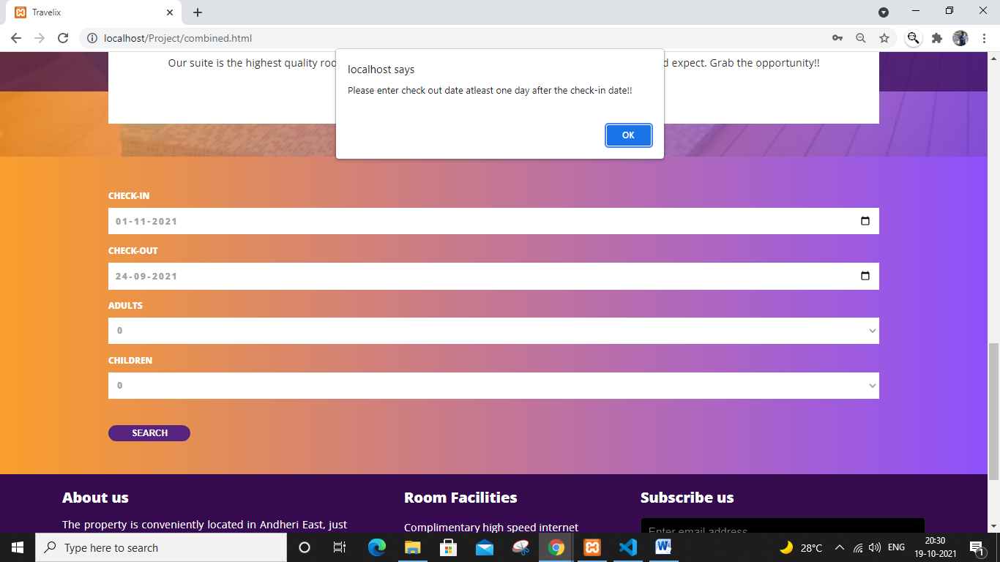 Travelix
localhost/Project/combined.html
Our suite is the highest quality roo
d expect. Grab the opportunity!!
localhost says
Please enter check out date atleast one day after the check-in date!!
OK
CHECK-IN
01-11-2021
CHECK-OUT
24-09-2021
ADULTS
0
CHILDREN
0
SEARCH
About us
The property is conveniently located in Andheri East, just
Room Facilities
Complimentary high speed internet
Subscribe us
Enter email address
Type here to search
28°C
ENG
20:30
19-10-2021
1